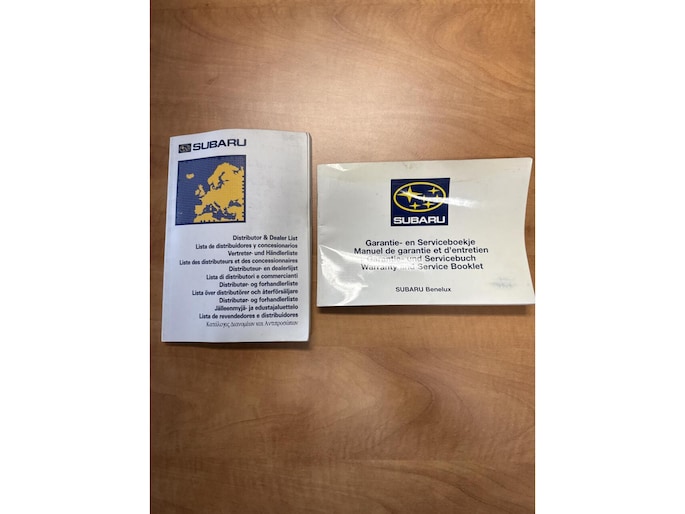 SUBARU
Distributor & Dealer List
Lista de distribuidores y concesionarios
Vertreter- und Händlerliste
Liste des distributeurs et des concessionnaires
Distributeur- en dealerlijst
Lista di distributori e commercianti
Distributør- og forhandlerliste
Lista över distributörer och återförsäljare
Distributør- og forhandlerliste
Jälleenmyjä- ja edustajaluettelo
Lista de revendedores e distribuidores
Κατάλογος Διανομέων και Αντιπροσώπων
SUBARU
Garantie- en Serviceboekje
Manuel de garantie et d'entretien
Garantie- und Servicebuch
Warranty and Service Booklet
SUBARU Benelux